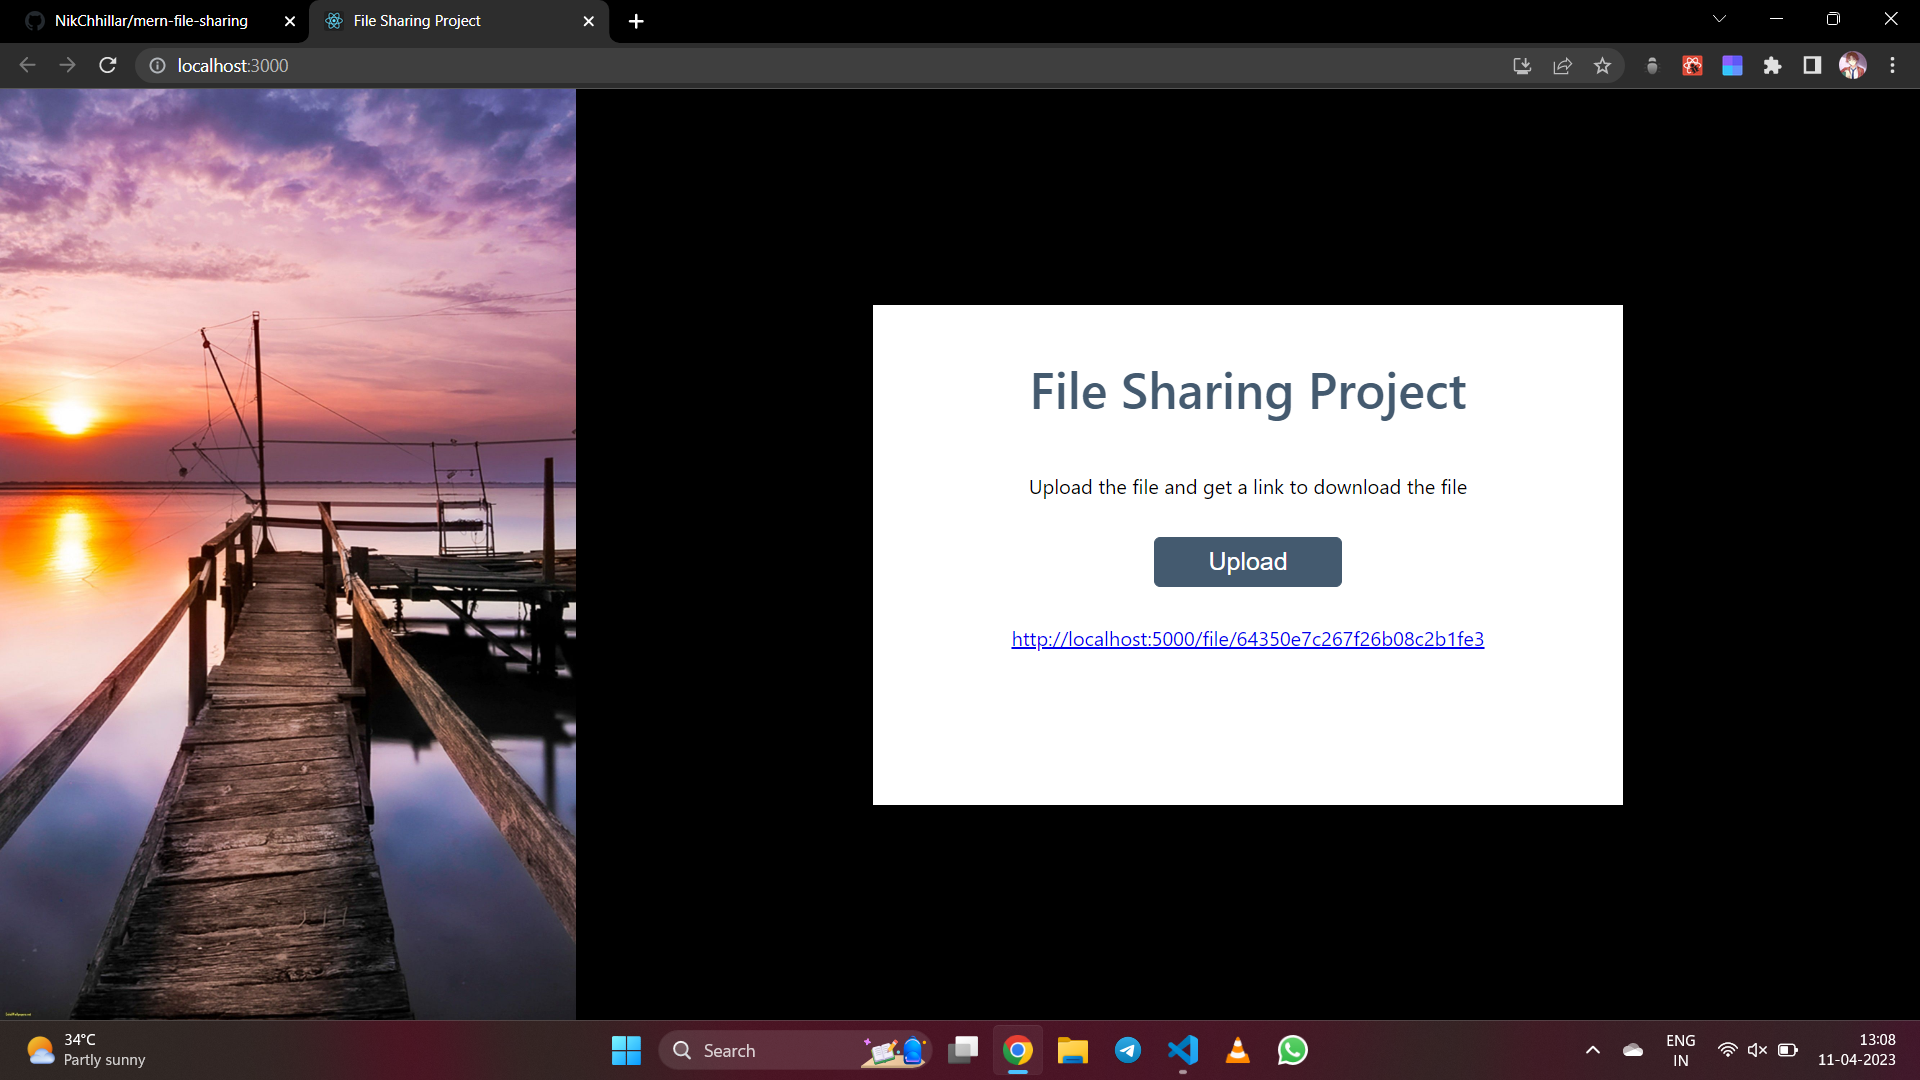 NikChhillar/mern-file-sharing
File Sharing Project
localhost:3000
File Sharing Project
Upload the file and get a link to download the file
Upload
http://localhost:5000/file/64350e7c267f26b08c2b1fe3
34°C
Partly sunny
Search
ENG
IN
13:08
11-04-2023